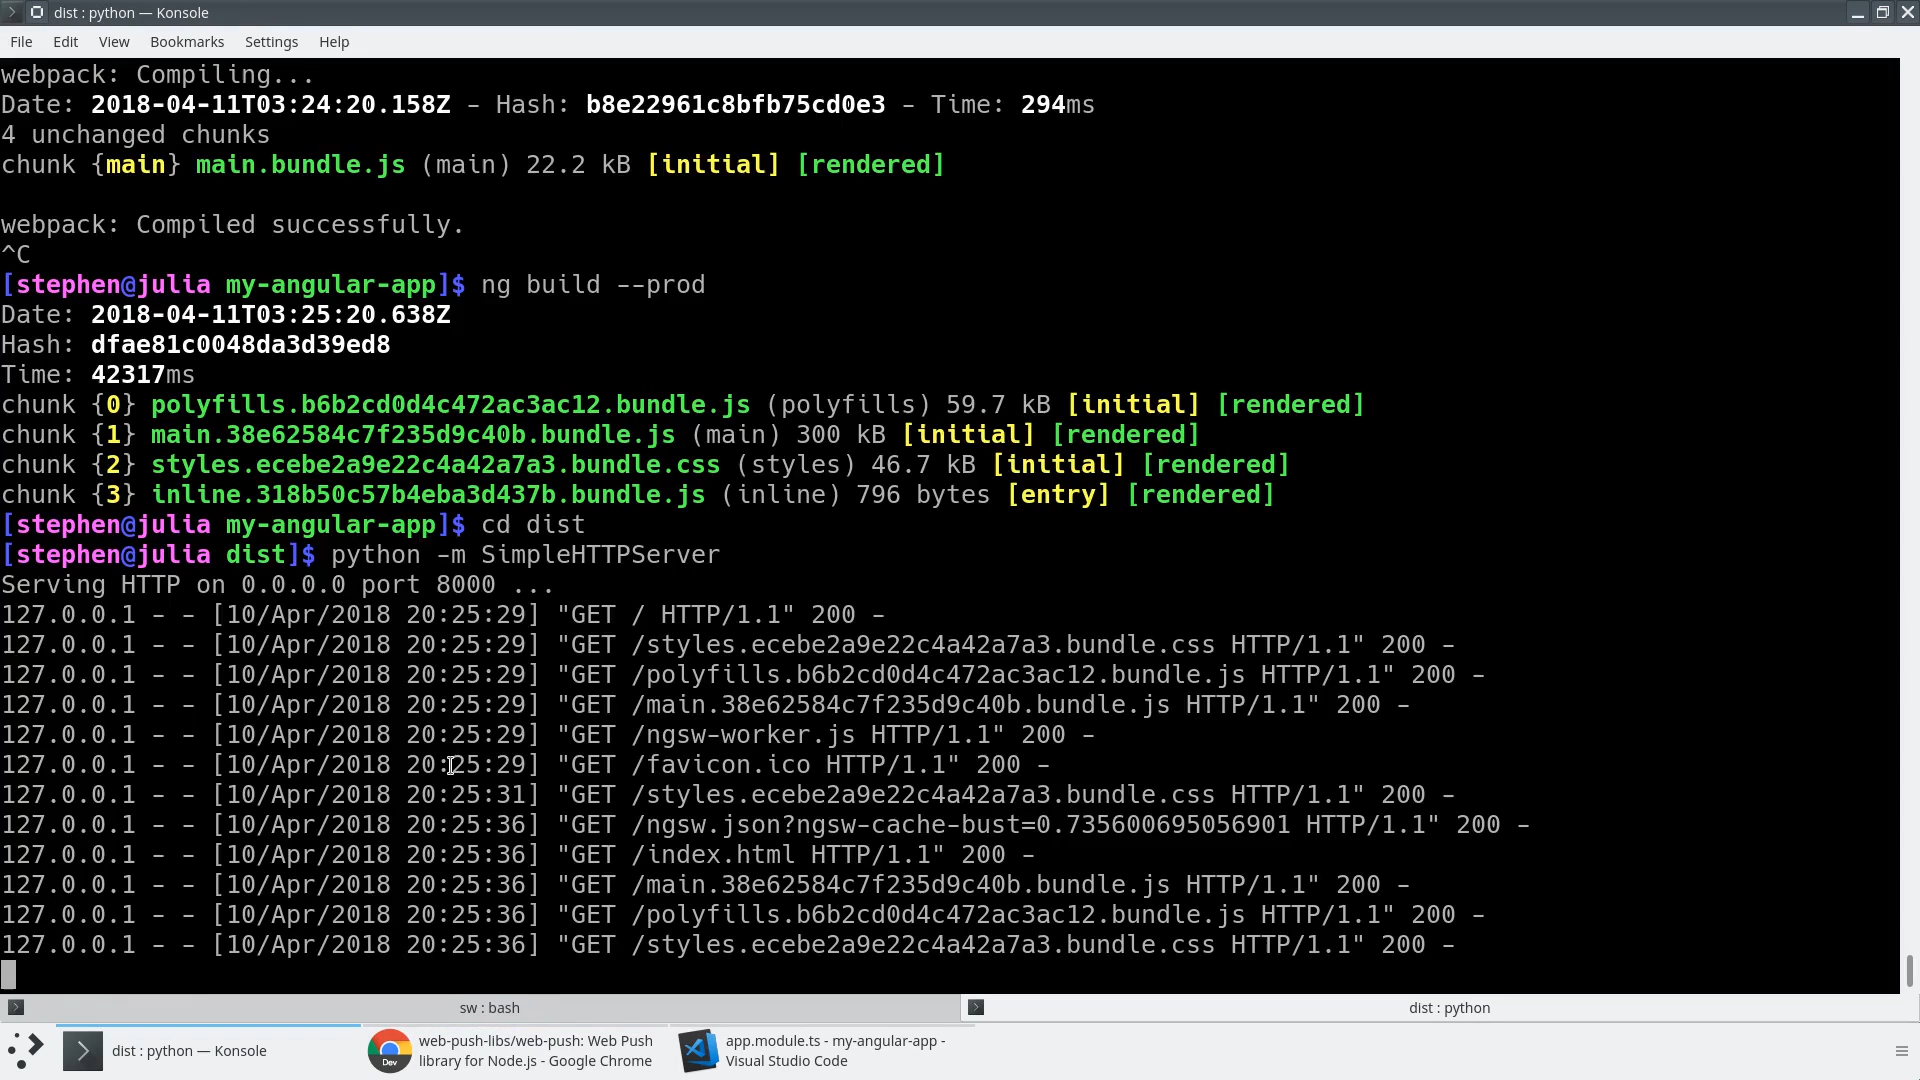 dist : python — Konsole
File Edit View Bookmarks Settings Help
webpack: Compiling...
Date: 2018-04-11T03:24:20.158Z - Hash: b8e22961c8bfb75cd0e3 - Time: 294ms
4 unchanged chunks
chunk {main} main.bundle.js (main) 22.2 kB [initial] [rendered]
webpack: Compiled successfully.
^C
[stephen@julia my-angular-app]$ ng build --prod
Date: 2018-04-11T03:25:20.638Z
Hash: dfae81c0048da3d39ed8
Time: 42317ms
chunk {0} polyfills.b6b2cd0d4c472ac3ac12.bundle.js (polyfills) 59.7 kB [initial] [rendered]
chunk {1} main.38e62584c7f235d9c40b.bundle.js (main) 300 kB [initial] [rendered]
chunk {2} styles.ecebe2a9e22c4a42a7a3.bundle.css (styles) 46.7 kB [initial] [rendered]
chunk {3} inline.318b50c57b4eba3d437b.bundle.js (inline) 796 bytes [entry] [rendered]
[stephen@julia my-angular-app]$ cd dist
[stephen@julia dist]$ python -m SimpleHTTPServer
Serving HTTP on 0.0.0.0 port 8000 ...
127.0.0.1 - - [10/Apr/2018 20:25:29] "GET / HTTP/1.1" 200 -
127.0.0.1 - - [10/Apr/2018 20:25:29] "GET /styles.ecebe2a9e22c4a42a7a3.bundle.css HTTP/1.1" 200 -
127.0.0.1 - - [10/Apr/2018 20:25:29] "GET /polyfills.b6b2cd0d4c472ac3ac12.bundle.js HTTP/1.1" 200 -
127.0.0.1 - - [10/Apr/2018 20:25:29] "GET /main.38e62584c7f235d9c40b.bundle.js HTTP/1.1" 200 -
127.0.0.1 - - [10/Apr/2018 20:25:29] "GET /ngsw-worker.js HTTP/1.1" 200 -
127.0.0.1 - - [10/Apr/2018 20:25:29] "GET /favicon.ico HTTP/1.1" 200 -
127.0.0.1 - - [10/Apr/2018 20:25:31] "GET /styles.ecebe2a9e22c4a42a7a3.bundle.css HTTP/1.1" 200 -
127.0.0.1 - - [10/Apr/2018 20:25:36] "GET /ngsw.json?ngsw-cache-bust=0.735600695056901 HTTP/1.1" 200 -
127.0.0.1 - - [10/Apr/2018 20:25:36] "GET /index.html HTTP/1.1" 200 -
127.0.0.1 - - [10/Apr/2018 20:25:36] "GET /main.38e62584c7f235d9c40b.bundle.js HTTP/1.1" 200 -
127.0.0.1 - - [10/Apr/2018 20:25:36] "GET /polyfills.b6b2cd0d4c472ac3ac12.bundle.js HTTP/1.1" 200 -
127.0.0.1 - - [10/Apr/2018 20:25:36] "GET /styles.ecebe2a9e22c4a42a7a3.bundle.css HTTP/1.1" 200 -
sw : bash
dist : python
dist : python — Konsole
Dev
web-push-libs/web-push: Web Push
library for Node.js - Google Chrome
app.module.ts - my-angular-app -
Visual Studio Code